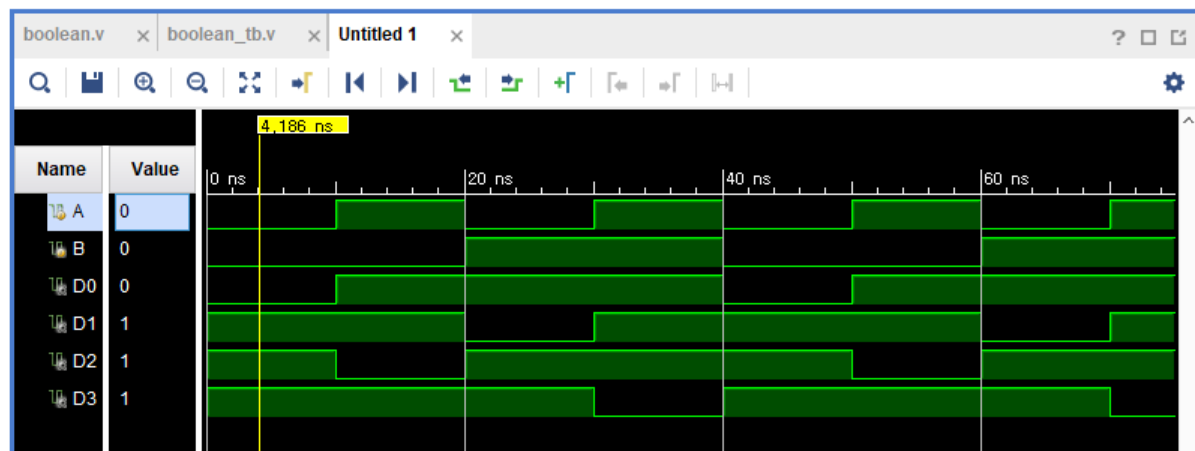 boolean.v × boolean_tb.v × Untitled 1 ×
?
4,186 ns
Name Value
0 ns 20 ns 40 ns 60 ns
A 0
B 0
D0 0
D1 1
D2 1
D3 1